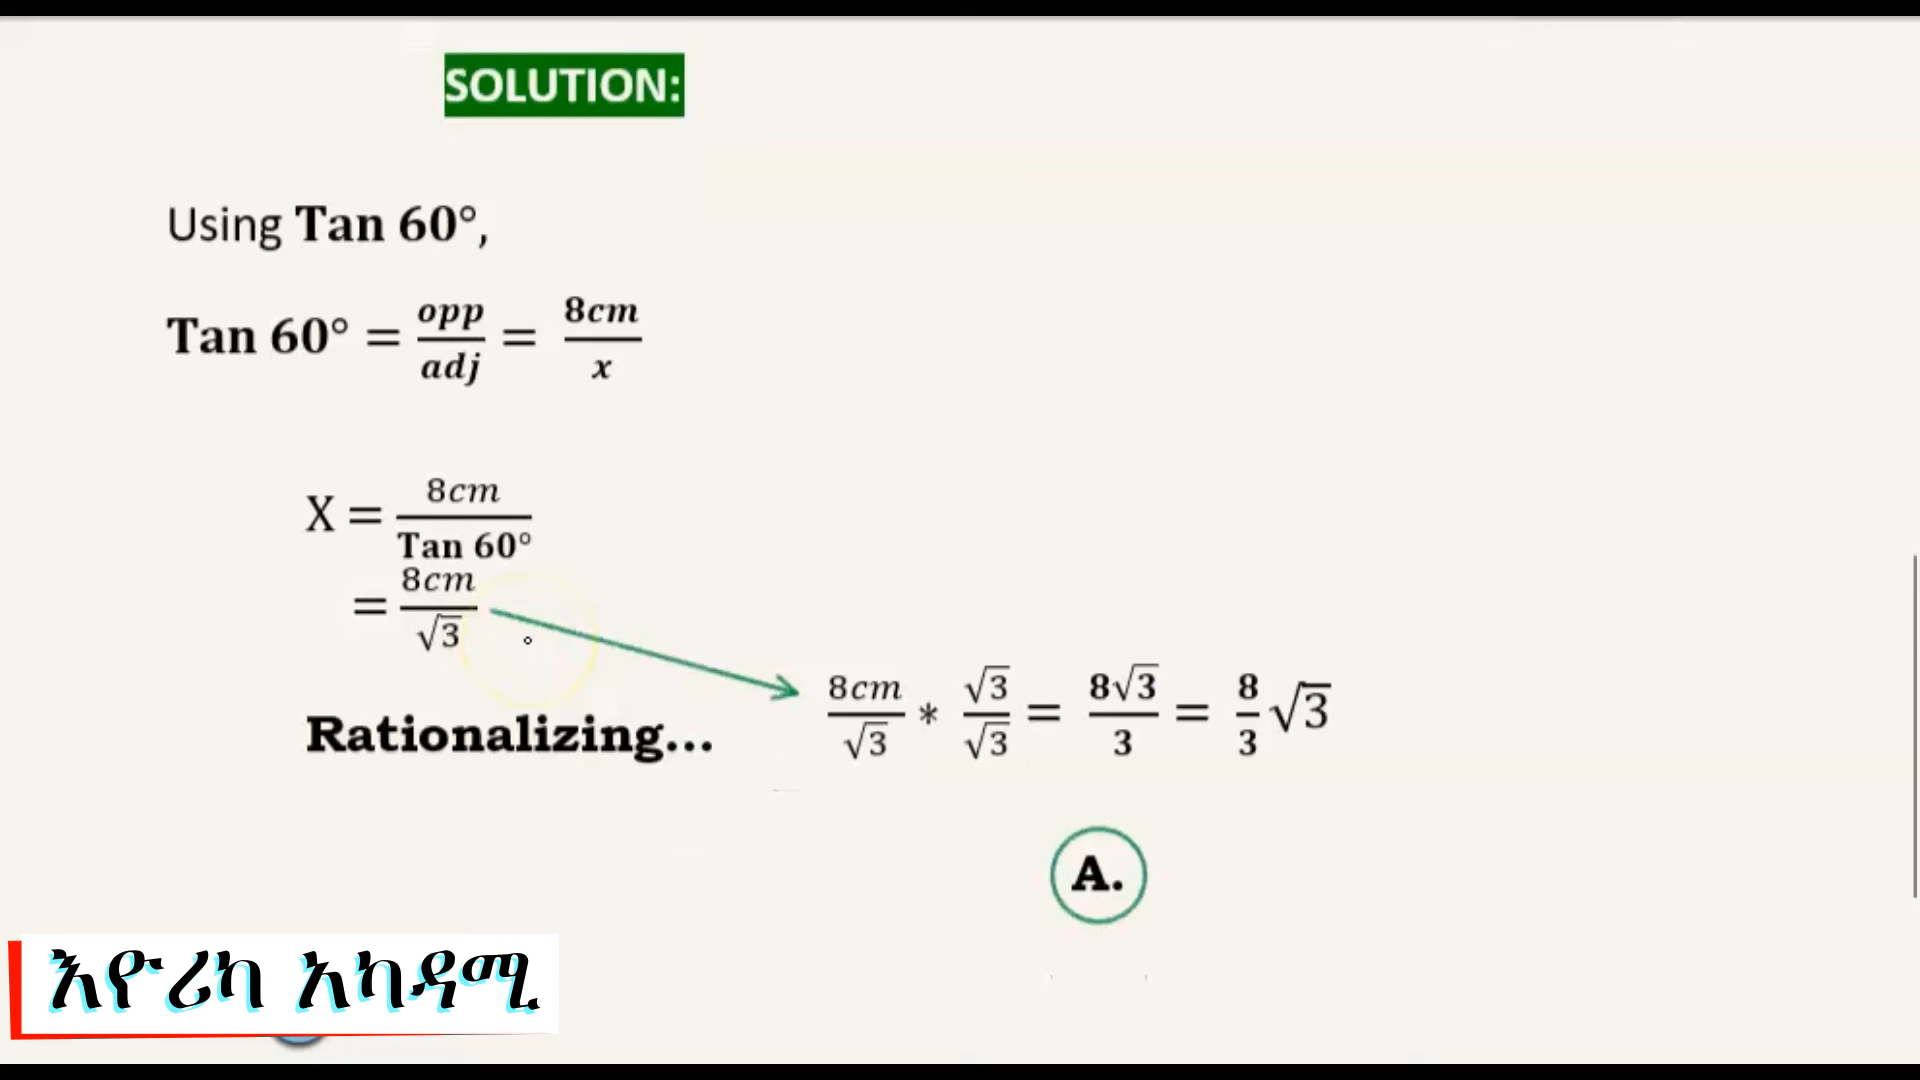 SOLUTION:
Using Tan 60°,
Tan 60° = opp/adj = 8cm/x
X = 8cm/Tan 60°
= 8cm/√3
Rationalizing... 8cm/√3 * √3/√3 = 8√3/3 = 8/3 √3
A.
እዮሪካ አካዳሚ